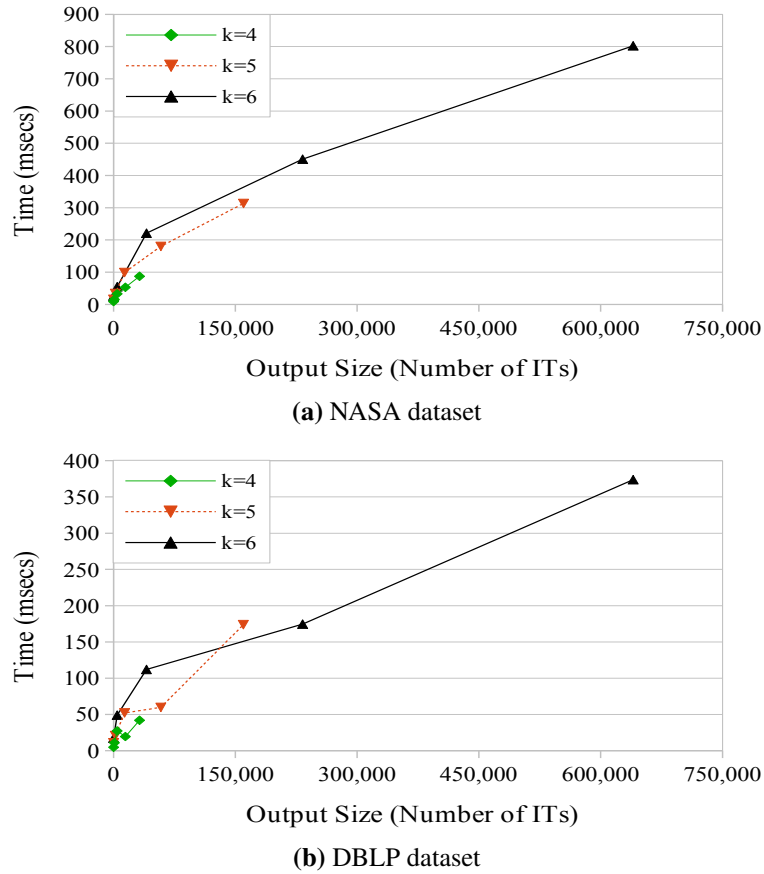 900
800
700
600
500
400
300
200
100
0
Time (msecs)
k=4
k=5
k=6
0 150,000 300,000 450,000 600,000 750,000
Output Size (Number of ITs)
(a) NASA dataset
400
350
300
250
200
150
100
50
0
Time (msecs)
k=4
k=5
k=6
0 150,000 300,000 450,000 600,000 750,000
Output Size (Number of ITs)
(b) DBLP dataset